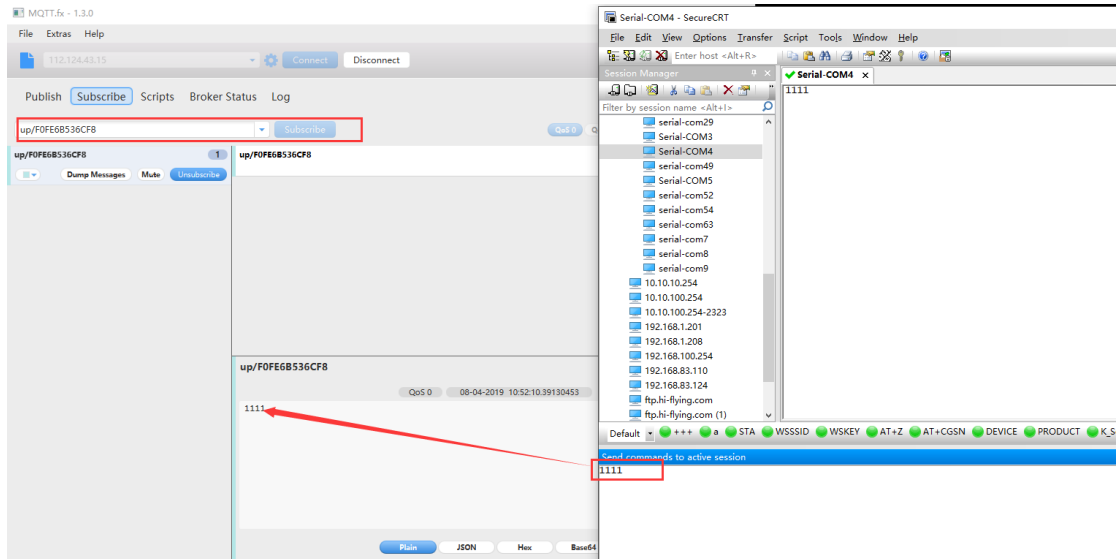 MQTT.fx - 1.3.0
File Extras Help
112.124.43.15 Connect Disconnect
Publish Subscribe Scripts Broker Status Log
up/F0FE6B536CF8 Subscribe QoS 0
up/F0FE6B536CF8 1
Dump Messages Mute Unsubscribe
up/F0FE6B536CF8
up/F0FE6B536CF8
QoS 0 08-04-2019 10:52:10.39130453
1111
Plain JSON Hex Base64
Serial-COM4 - SecureCRT
File Edit View Options Transfer Script Tools Window Help
Enter host <Alt+R>
Session Manager
Serial-COM4
Filter by session name <Alt+I>
serial-com29
Serial-COM3
Serial-COM4
serial-com49
Serial-COM5
serial-com52
serial-com54
serial-com63
serial-com7
serial-com8
serial-com9
10.10.10.254
10.10.100.254
10.10.100.254-2323
192.168.1.201
192.168.1.208
192.168.100.254
192.168.83.110
192.168.83.124
ftp.hi-flying.com
ftp.hi-flying.com (1)
1111
Default +++ a STA WSSSID WSKEY AT+Z AT+CGSN DEVICE PRODUCT K_S
Send commands to active session
1111